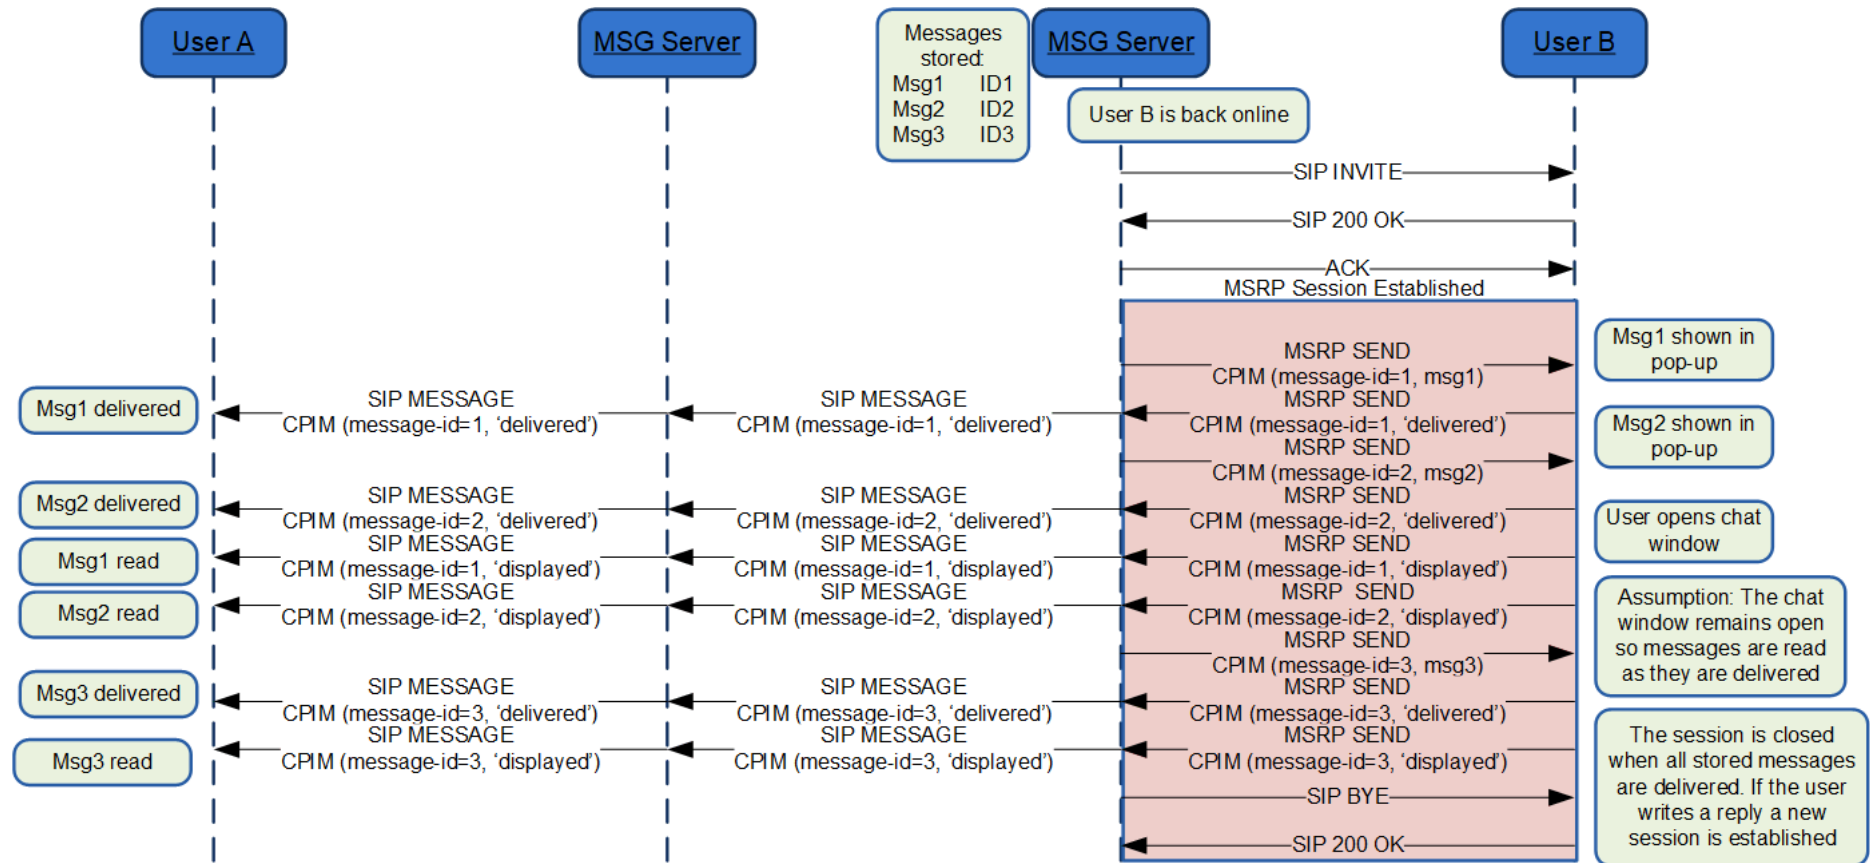 User A
MSG Server
Messages
stored:
Msg1 ID1
Msg2 ID2
Msg3 ID3
MSG Server
User B
User B is back online
SIP INVITE
SIP 200 OK
ACK
MSRP Session Established
MSRP SEND
CPIM (message-id=1, msg1)
Msg1 shown in
pop-up
Msg1 delivered
SIP MESSAGE
CPIM (message-id=1, ‘delivered’)
SIP MESSAGE
CPIM (message-id=1, ‘delivered’)
MSRP SEND
CPIM (message-id=1, ‘delivered’)
Msg2 shown in
pop-up
MSRP SEND
CPIM (message-id=2, msg2)
Msg2 delivered
SIP MESSAGE
CPIM (message-id=2, ‘delivered’)
SIP MESSAGE
CPIM (message-id=2, ‘delivered’)
MSRP SEND
CPIM (message-id=2, ‘delivered’)
User opens chat
window
Msg1 read
SIP MESSAGE
CPIM (message-id=1, ‘displayed’)
SIP MESSAGE
CPIM (message-id=1, ‘displayed’)
MSRP SEND
CPIM (message-id=1, ‘displayed’)
Msg2 read
SIP MESSAGE
CPIM (message-id=2, ‘displayed’)
SIP MESSAGE
CPIM (message-id=2, ‘displayed’)
MSRP SEND
CPIM (message-id=2, ‘displayed’)
Assumption: The chat
window remains open
so messages are read
as they are delivered
MSRP SEND
CPIM (message-id=3, msg3)
Msg3 delivered
SIP MESSAGE
CPIM (message-id=3, ‘delivered’)
SIP MESSAGE
CPIM (message-id=3, ‘delivered’)
MSRP SEND
CPIM (message-id=3, ‘delivered’)
Msg3 read
SIP MESSAGE
CPIM (message-id=3, ‘displayed’)
SIP MESSAGE
CPIM (message-id=3, ‘displayed’)
MSRP SEND
CPIM (message-id=3, ‘displayed’)
The session is closed
when all stored messages
are delivered. If the user
writes a reply a new
session is established
SIP BYE
SIP 200 OK